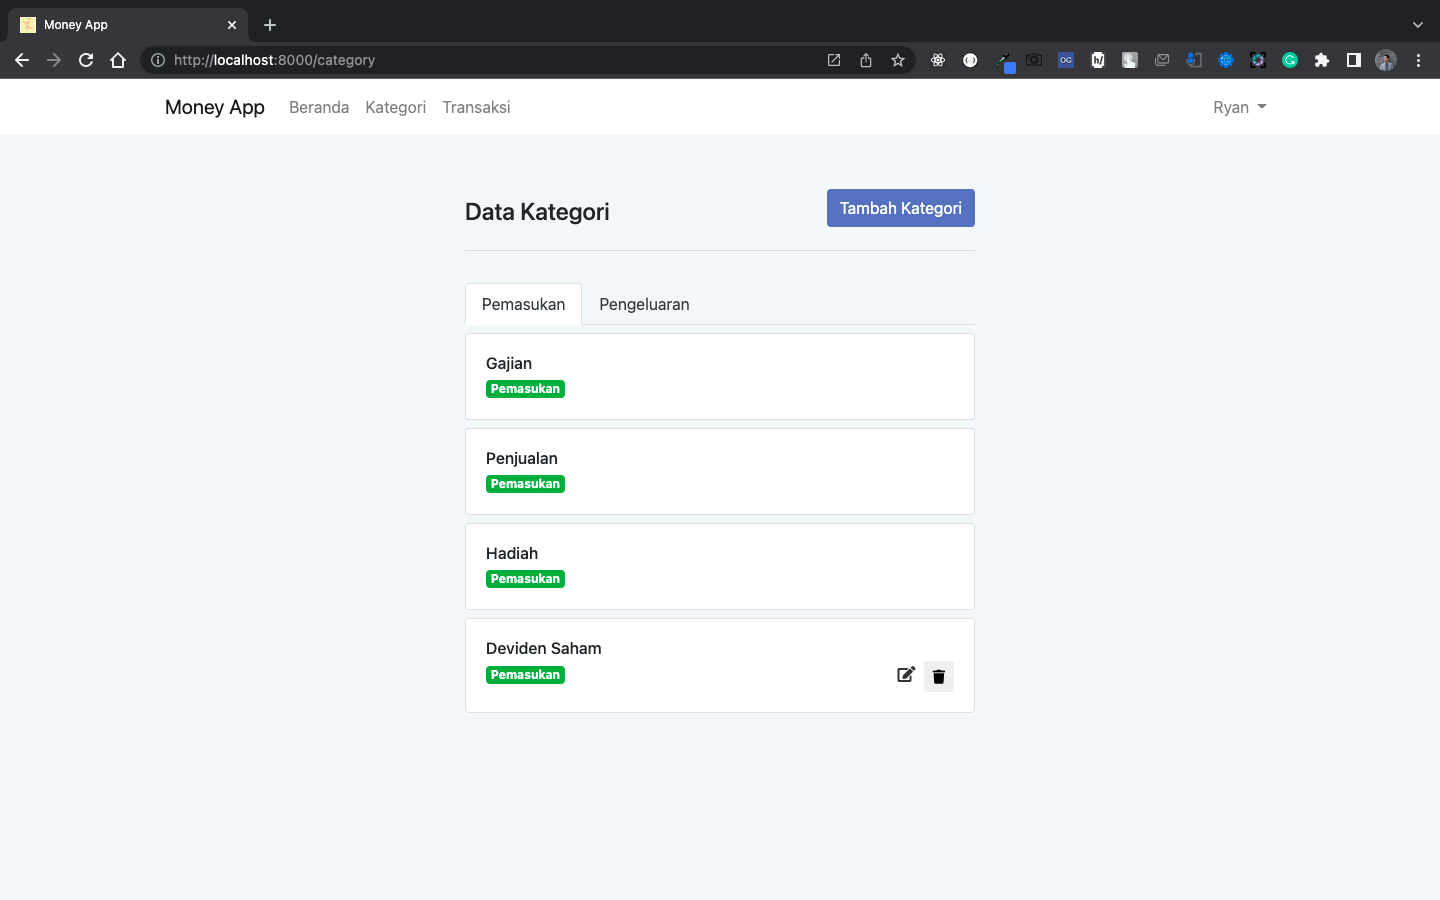 Money App
http://localhost:8000/category
OG
h/
Money App Beranda Kategori Transaksi Ryan
Data Kategori Tambah Kategori
Pemasukan Pengeluaran
Gajian
Pemasukan
Penjualan
Pemasukan
Hadiah
Pemasukan
Deviden Saham
Pemasukan